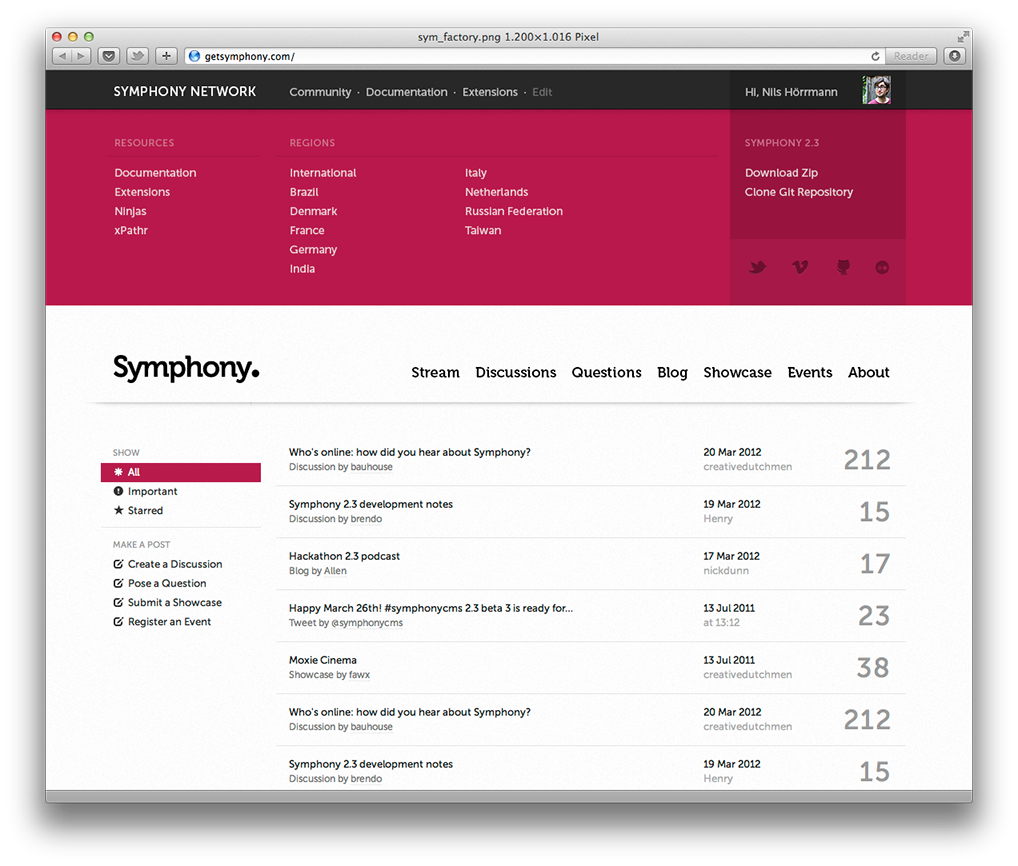 sym_factory.png 1.200×1.016 Pixel
getsymphony.com/
Reader
SYMPHONY NETWORK
Community · Documentation · Extensions · Edit
Hi, Nils Hörrmann
RESOURCES
Documentation
Extensions
Ninjas
xPathr
REGIONS
International
Brazil
Denmark
France
Germany
India
Italy
Netherlands
Russian Federation
Taiwan
SYMPHONY 2.3
Download Zip
Clone Git Repository
Symphony.
Stream Discussions Questions Blog Showcase Events About
SHOW
All
Important
Starred
MAKE A POST
Create a Discussion
Pose a Question
Submit a Showcase
Register an Event
Who's online: how did you hear about Symphony?
Discussion by bauhouse
20 Mar 2012
creativedutchmen
212
Symphony 2.3 development notes
Discussion by brendo
19 Mar 2012
Henry
15
Hackathon 2.3 podcast
Blog by Allen
17 Mar 2012
nickdunn
17
Happy March 26th! #symphonycms 2.3 beta 3 is ready for...
Tweet by @symphonycms
13 Jul 2011
at 13:12
23
Moxie Cinema
Showcase by fawx
13 Jul 2011
creativedutchmen
38
Who's online: how did you hear about Symphony?
Discussion by bauhouse
20 Mar 2012
creativedutchmen
212
Symphony 2.3 development notes
Discussion by brendo
19 Mar 2012
Henry
15